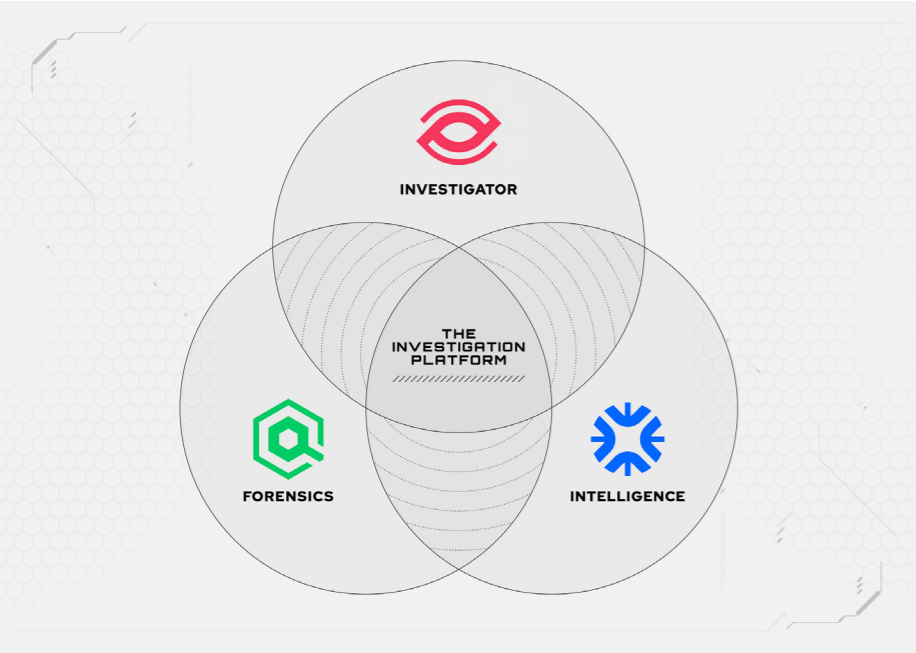 INVESTIGATOR
THE
INVESTIGATION
PLATFORM
FORENSICS
INTELLIGENCE